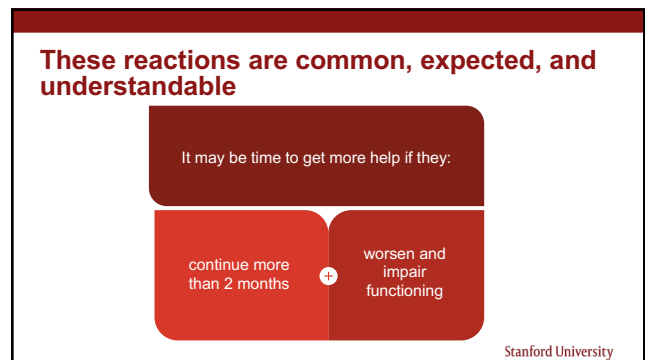 These reactions are common, expected, and
understandable
It may be time to get more help if they:
continue more
than 2 months
+
worsen and
impair
functioning
Stanford University